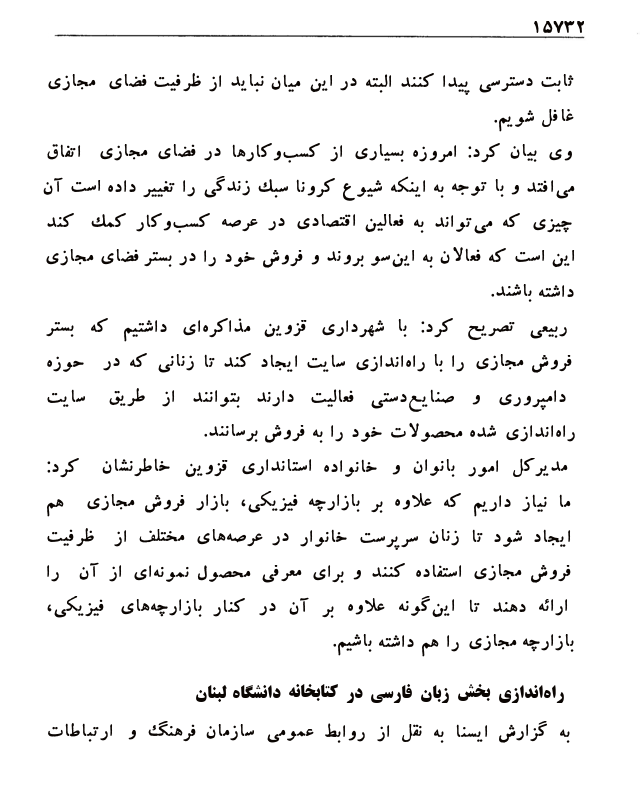 ۱۵۷۳۲
ثابت دسترسی پیدا کنند البته در این میان نباید از ظرفیت فضای مجازی
غافل شویم.
وی بیان کرد: امروزه بسیاری از کسب‌وکارها در فضای مجازی اتفاق
می‌افتد و با توجه به اینکه شیوع کرونا سبک زندگی را تغییر داده است آن
چیزی که می‌تواند به فعالین اقتصادی در عرصه کسب‌وکار کمک کند
این است که فعالان به این‌سو بروند و فروش خود را در بستر فضای مجازی
داشته باشند.
ربیعی تصریح کرد: با شهرداری قزوین مذاکره‌ای داشتیم که بستر
فروش مجازی را با راه‌اندازی سایت ایجاد کند تا زنانی که در حوزه
دامپروری و صنایع‌دستی فعالیت دارند بتوانند از طریق سایت
راه‌اندازی شده محصولات خود را به فروش برسانند.
مدیرکل امور بانوان و خانواده استانداری قزوین خاطرنشان کرد:
ما نیاز داریم که علاوه بر بازارچه فیزیکی، بازار فروش مجازی هم
ایجاد شود تا زنان سرپرست خانوار در عرصه‌های مختلف از ظرفیت
فروش مجازی استفاده کنند و برای معرفی محصول نمونه‌ای از آن را
ارائه دهند تا این‌گونه علاوه بر آن در کنار بازارچه‌های فیزیکی،
بازارچه مجازی را هم داشته باشیم.
راه‌اندازی بخش زبان فارسی در کتابخانه دانشگاه لبنان
به گزارش ایسنا به نقل از روابط عمومی سازمان فرهنگ و ارتباطات